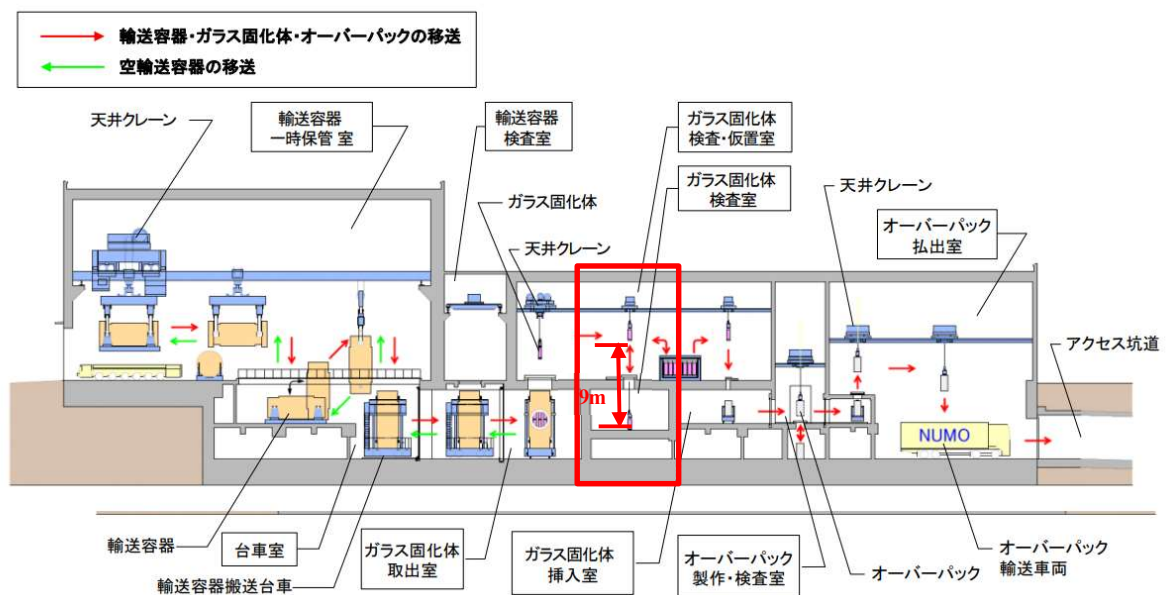 輸送容器・ガラス固化体・オーバーパックの移送
空輸送容器の移送
天井クレーン
輸送容器
一時保管 室
輸送容器
検査室
ガラス固化体
検査・仮置室
ガラス固化体
検査室
ガラス固化体
天井クレーン
天井クレーン
オーバーパック
払出室
アクセス坑道
9m
NUMO
輸送容器
台車室
輸送容器搬送台車
ガラス固化体
取出室
ガラス固化体
挿入室
オーバーパック
製作・検査室
オーバーパック
オーバーパック
輸送車両